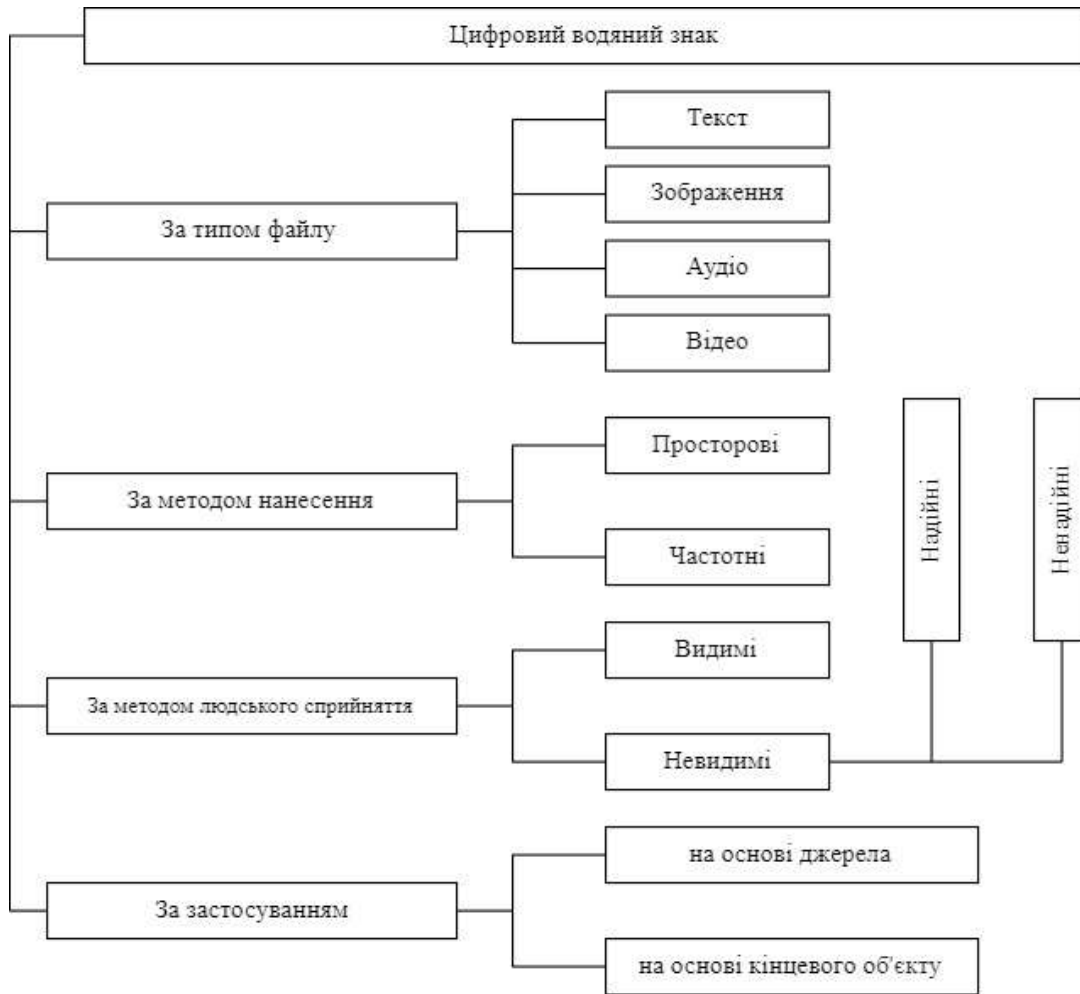 Цифровий водяний знак
Текст
Зображення
За типом файлу
Аудіо
Відео
Просторові
За методом нанесення
Частотні
Надійні
Ненадійні
Видимі
За методом людського сприйняття
Невидимі
на основі джерела
За застосуванням
на основі кінцевого об'єкту